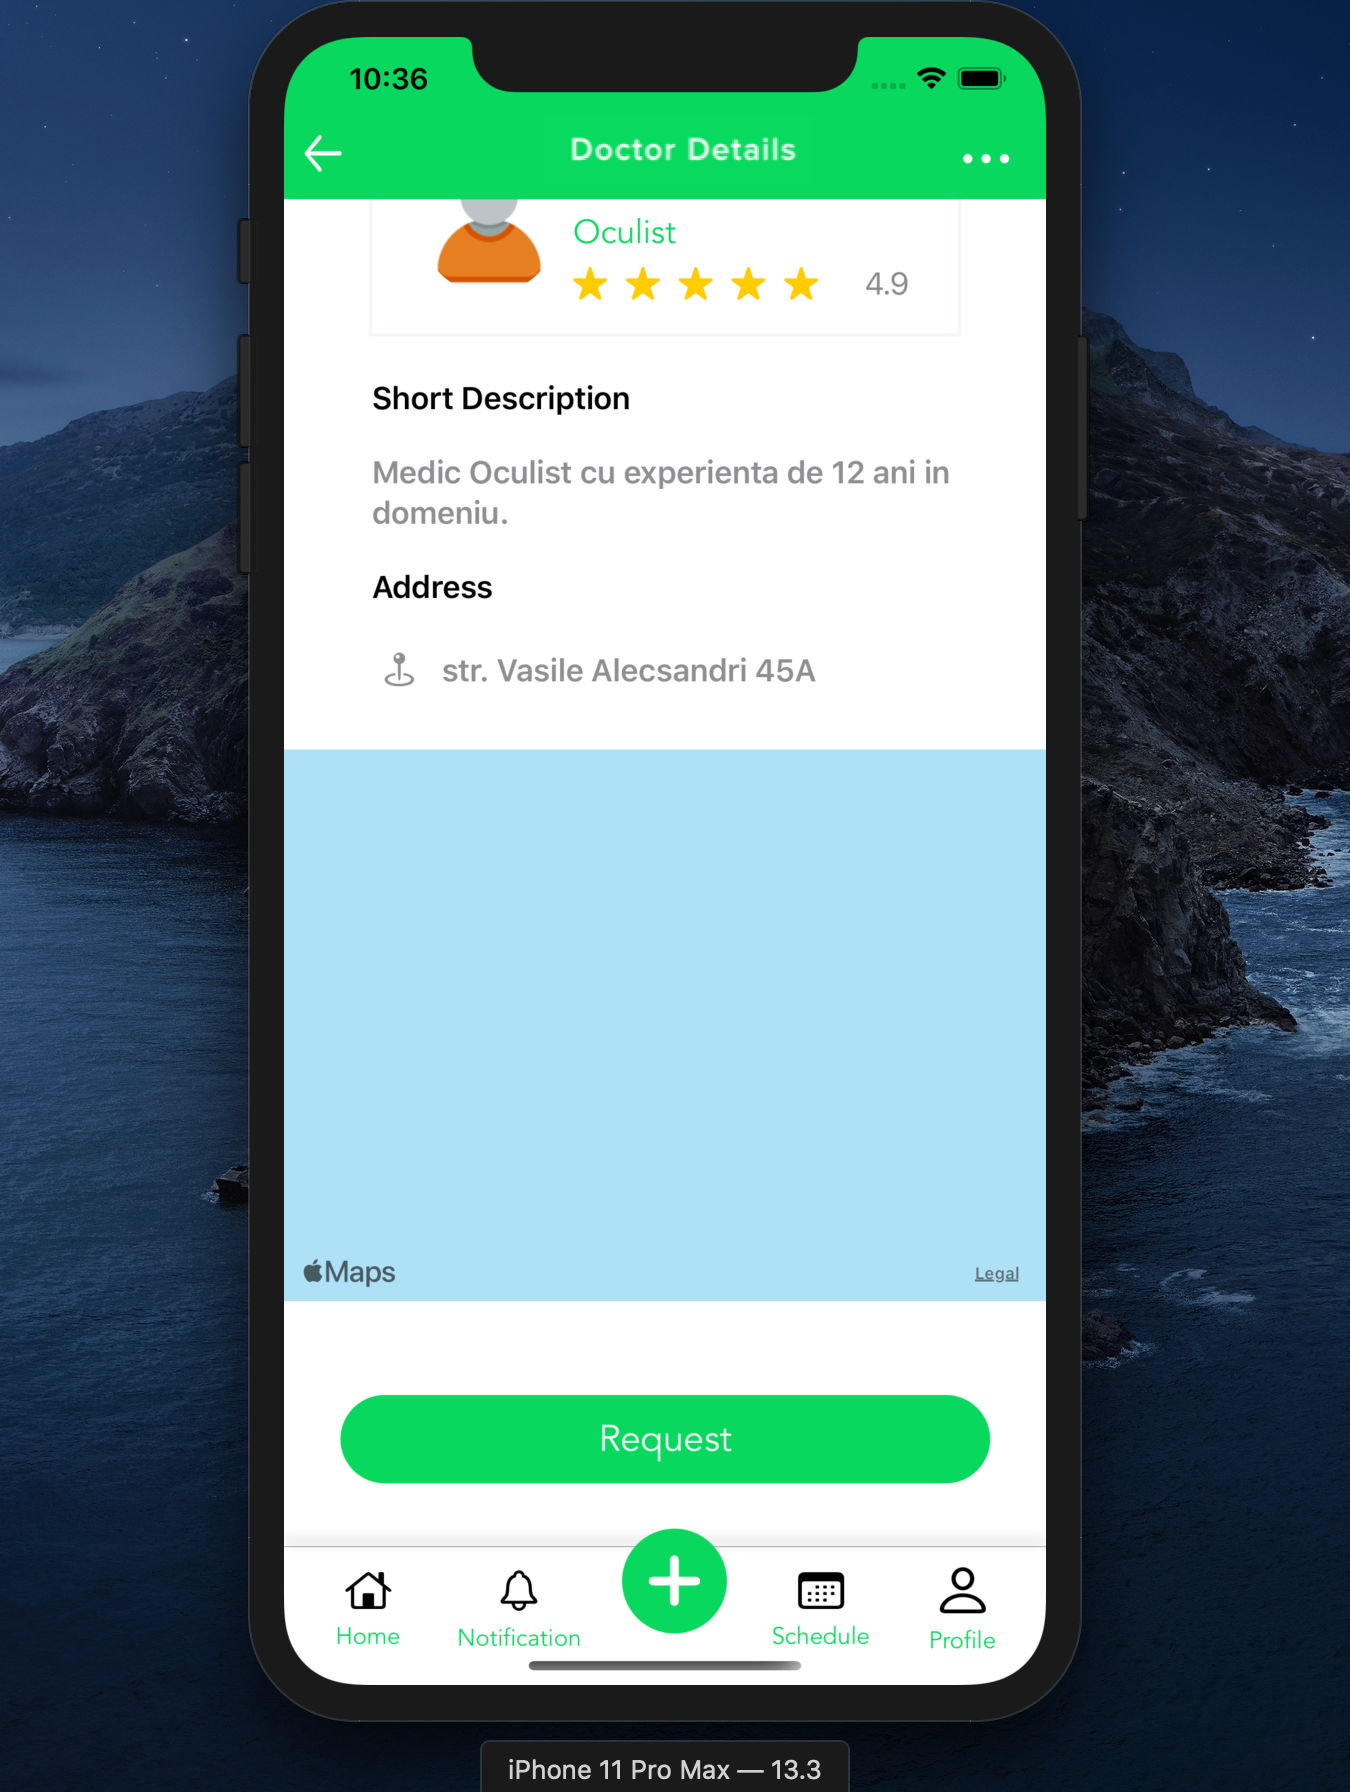 10:36
Doctor Details
Oculist
4.9
Short Description
Medic Oculist cu experienta de 12 ani in
domeniu.
Address
str. Vasile Alecsandri 45A
Maps
Legal
Request
Home
Notification
Schedule
Profile
iPhone 11 Pro Max — 13.3